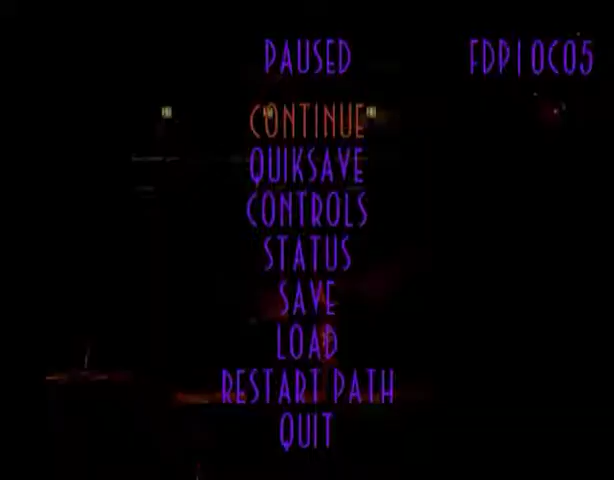 PAUSED FDP10C05
CONTINUE
QUIKSAVE
CONTROLS
STATUS
SAVE
LOAD
RESTART PATH
QUIT